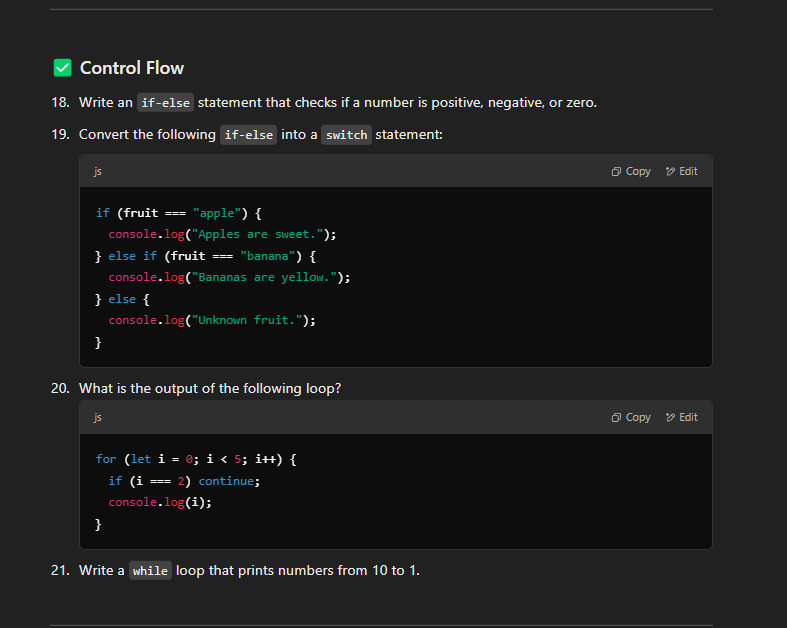 ✅ Control Flow
18. Write an if-else statement that checks if a number is positive, negative, or zero.
19. Convert the following if-else into a switch statement:
js Copy Edit
if (fruit === "apple") {
  console.log("Apples are sweet.");
} else if (fruit === "banana") {
  console.log("Bananas are yellow.");
} else {
  console.log("Unknown fruit.");
}
20. What is the output of the following loop?
js Copy Edit
for (let i = 0; i < 5; i++) {
  if (i === 2) continue;
  console.log(i);
}
21. Write a while loop that prints numbers from 10 to 1.